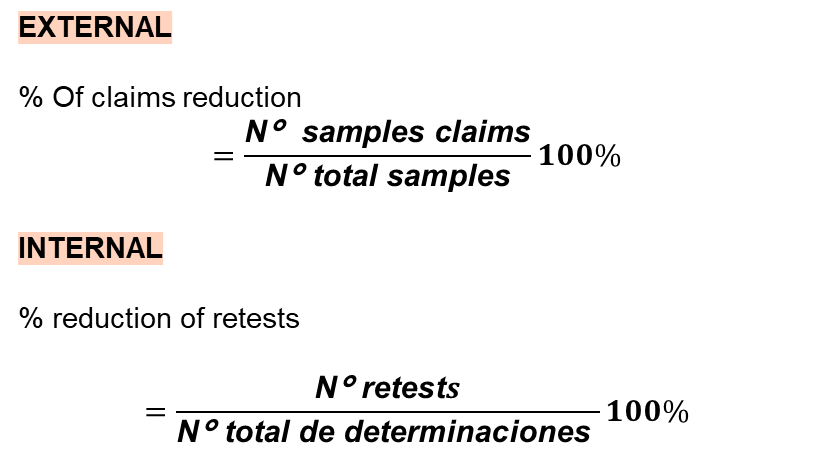 EXTERNAL
% Of claims reduction
Nº samples claims
= 100%
Nº total samples
INTERNAL
% reduction of retests
Nº retests
= 100%
Nº total de determinaciones